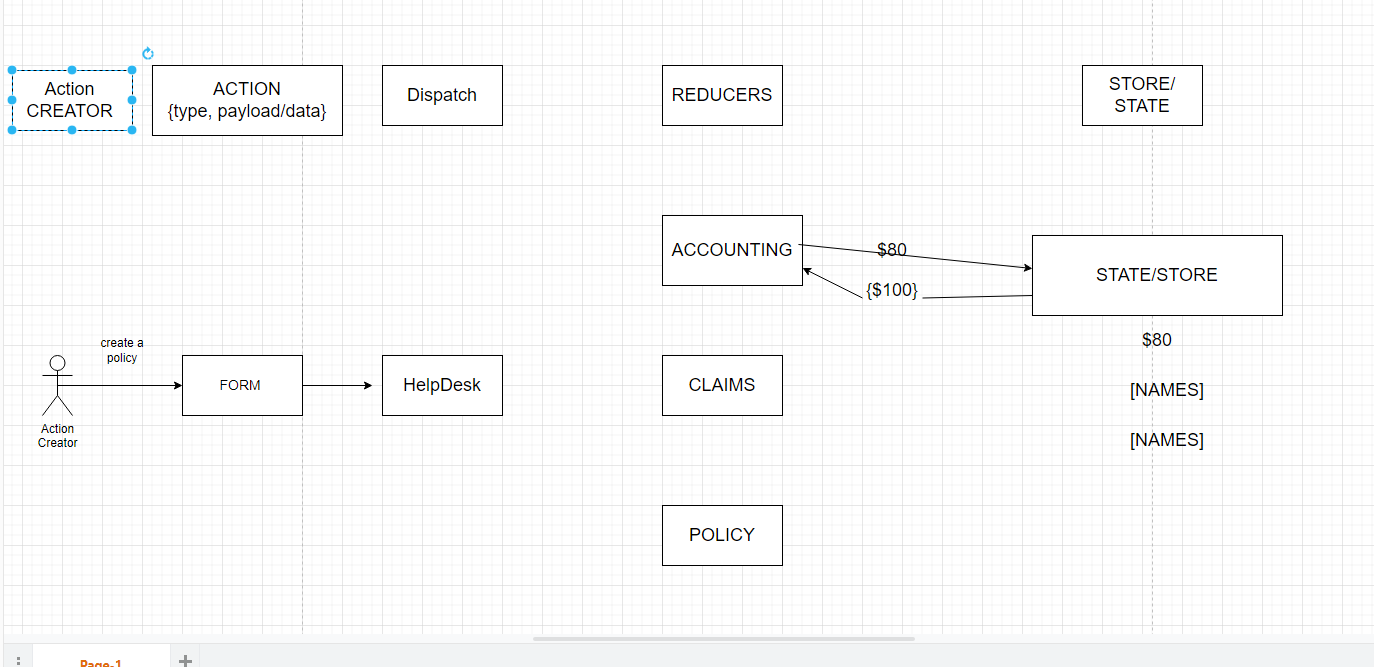 Action
CREATOR
ACTION
{type, payload/data}
Dispatch
REDUCERS
STORE/
STATE
ACCOUNTING
$80
{$100}
STATE/STORE
$80
[NAMES]
[NAMES]
create a
policy
Action
Creator
FORM
HelpDesk
CLAIMS
POLICY
Page-1